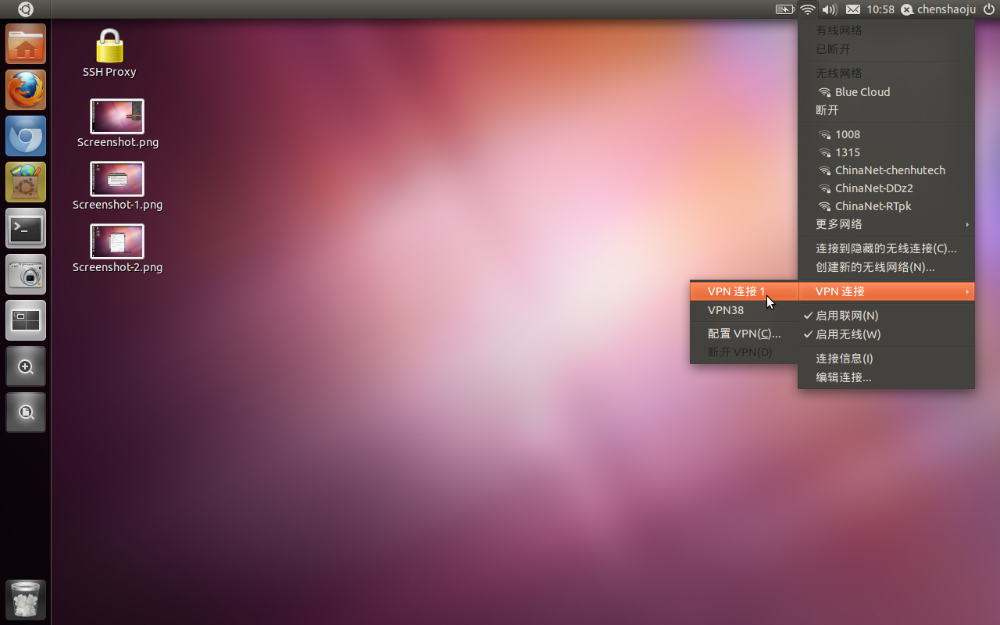 10:58
chenshaoju
SSH Proxy
Screenshot.png
Screenshot-1.png
Screenshot-2.png
有线网络
已断开
无线网络
Blue Cloud
断开
1008
1315
ChinaNet-chenhutech
ChinaNet-DDz2
ChinaNet-RTpk
更多网络
连接到隐藏的无线连接(C)...
创建新的无线网络(N)...
VPN 连接
启用联网(N)
启用无线(W)
连接信息(I)
编辑连接...
VPN 连接 1
VPN38
配置 VPN(C)...
断开 VPN(D)